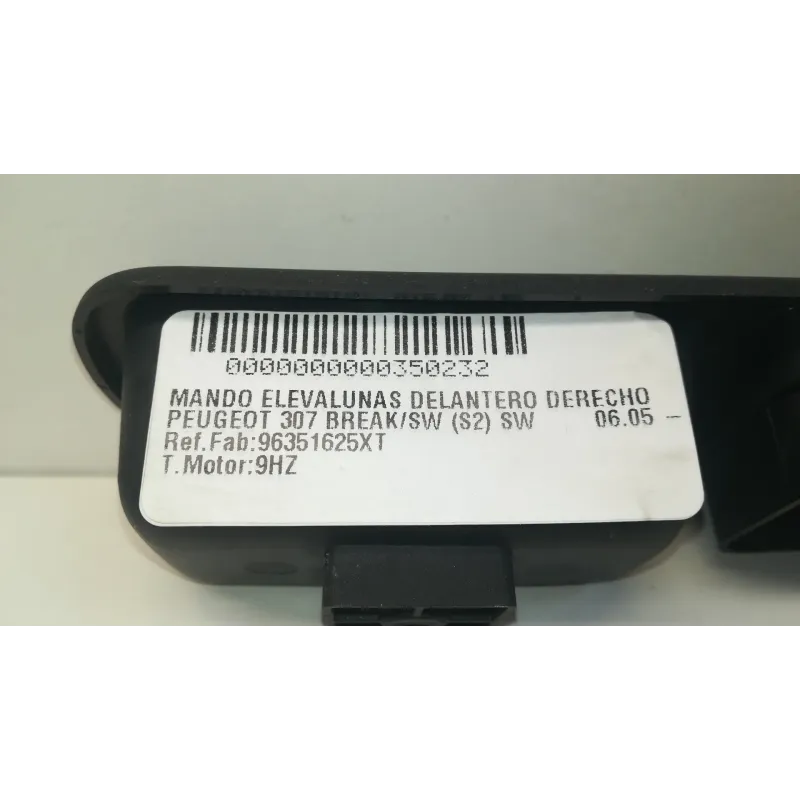 0000000000350232
MANDO ELEVALUNAS DELANTERO DERECHO
PEUGEOT 307 BREAK/SW (S2) SW 06.05 -
Ref.Fab:96351625XT
T.Motor:9HZ